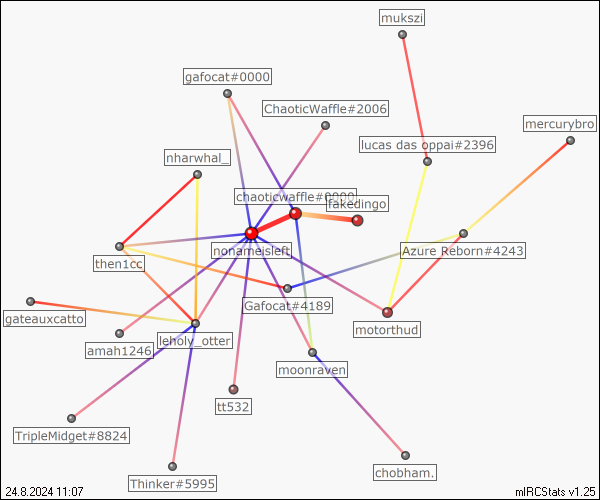 mukszi
gafocat#0000
ChaoticWaffle#2006
mercurybro
lucas das oppai#2396
nharwhal_
chaoticwaffle#0000
fakedingo
nonameisleft
Azure Reborn#4243
then1cc
Gafocat#4189
gateauxcatto
motorthud
leholy_otter
amah1246
moonraven
tt532
TripleMidget#8824
chobham.
Thinker#5995
24.8.2024 11:07
mIRCStats v1.25